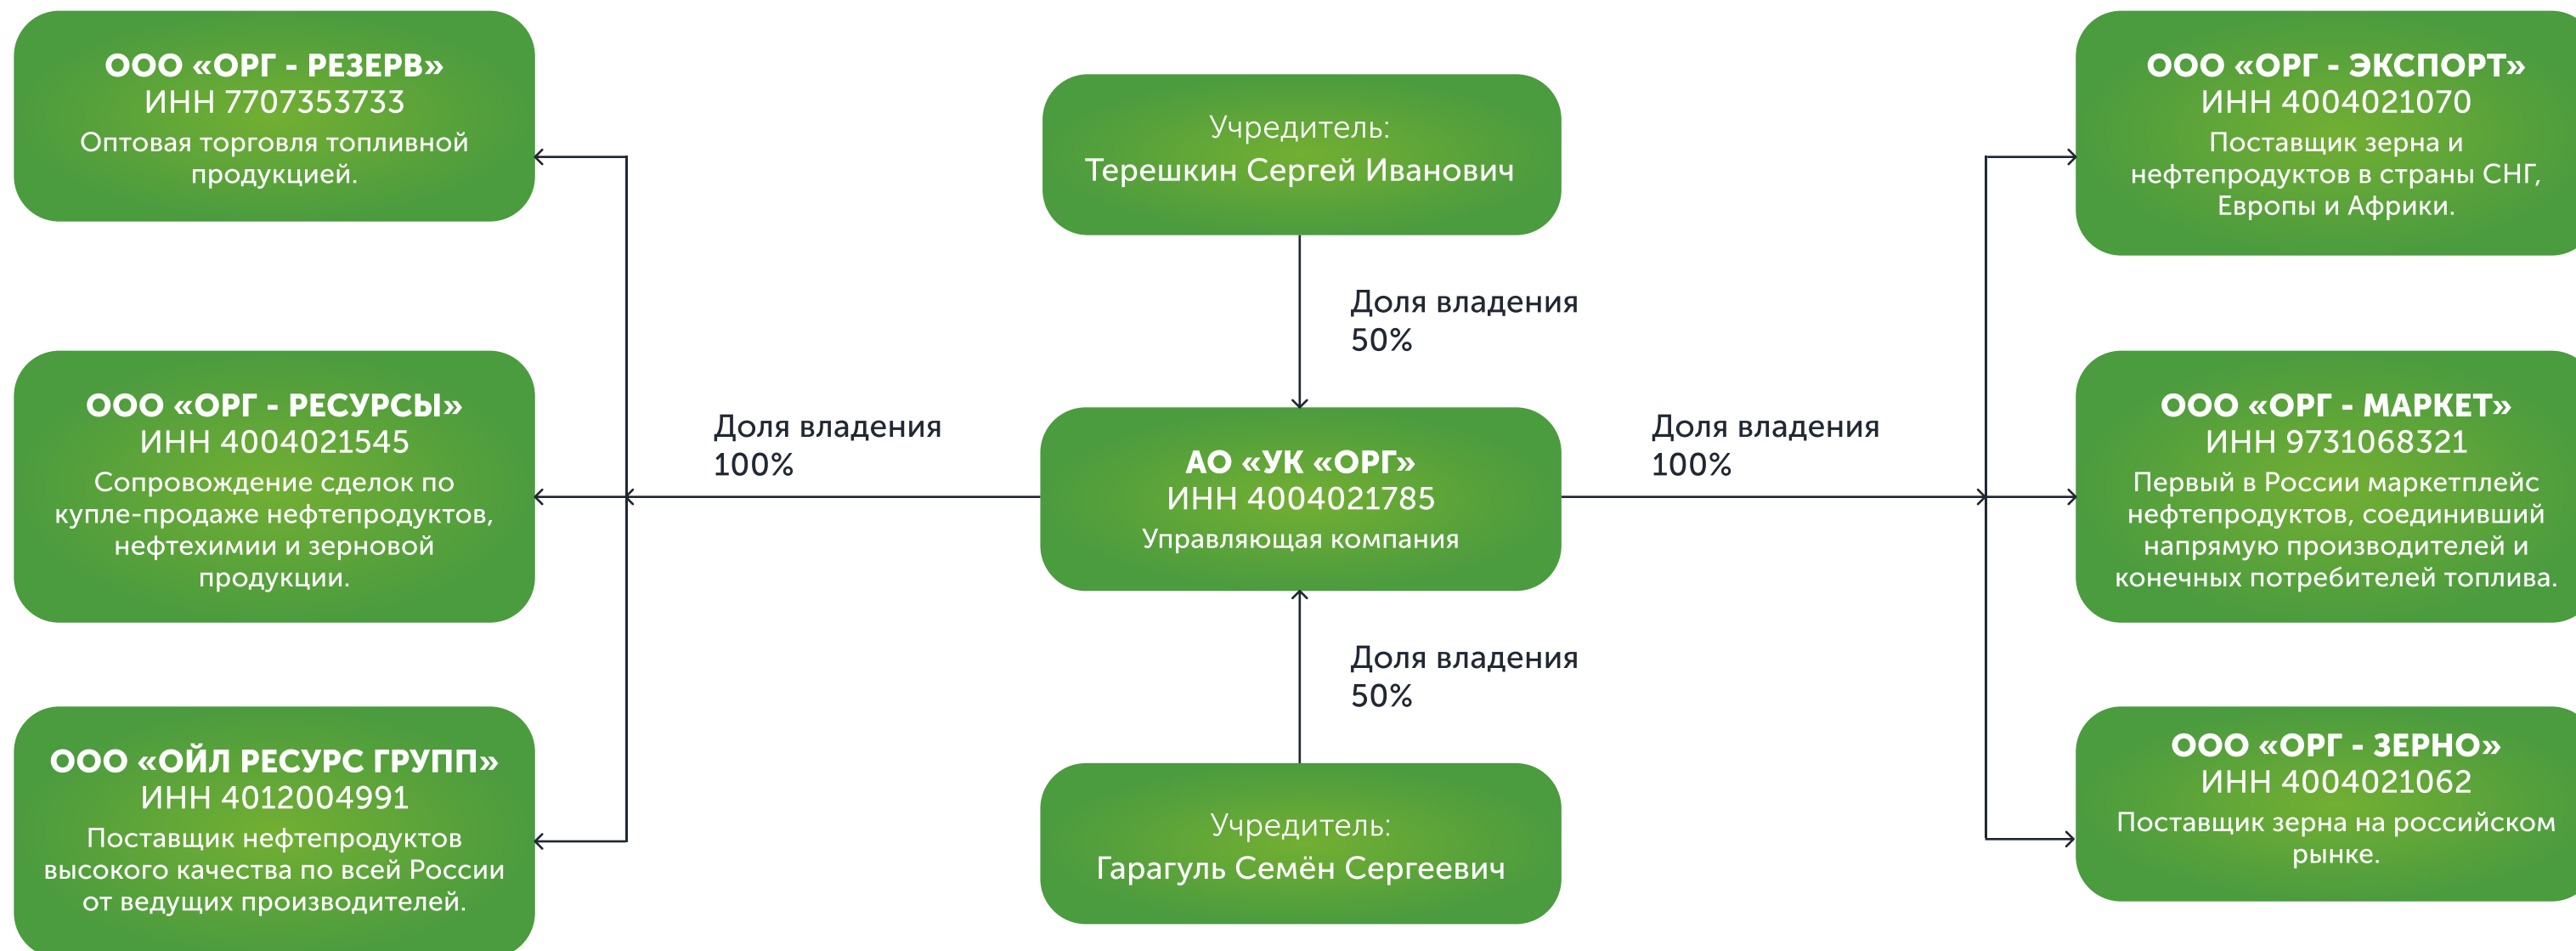 ООО «ОРГ - РЕЗЕРВ»
ИНН 7707353733
Оптовая торговля топливной
продукцией.
ООО «ОРГ - РЕСУРСЫ»
ИНН 4004021545
Сопровождение сделок по
купле-продаже нефтепродуктов,
нефтехимии и зерновой
продукции.
ООО «ОЙЛ РЕСУРС ГРУПП»
ИНН 4012004991
Поставщик нефтепродуктов
высокого качества по всей России
от ведущих производителей.
Доля владения
100%
Учредитель:
Терешкин Сергей Иванович
Доля владения
50%
АО «УК «ОРГ»
ИНН 4004021785
Управляющая компания
Доля владения
50%
Учредитель:
Гарагуль Семён Сергеевич
Доля владения
100%
ООО «ОРГ - ЭКСПОРТ»
ИНН 4004021070
Поставщик зерна и
нефтепродуктов в страны СНГ,
Европы и Африки.
ООО «ОРГ - МАРКЕТ»
ИНН 9731068321
Первый в России маркетплейс
нефтепродуктов, соединивший
напрямую производителей и
конечных потребителей топлива.
ООО «ОРГ - ЗЕРНО»
ИНН 4004021062
Поставщик зерна на российском
рынке.